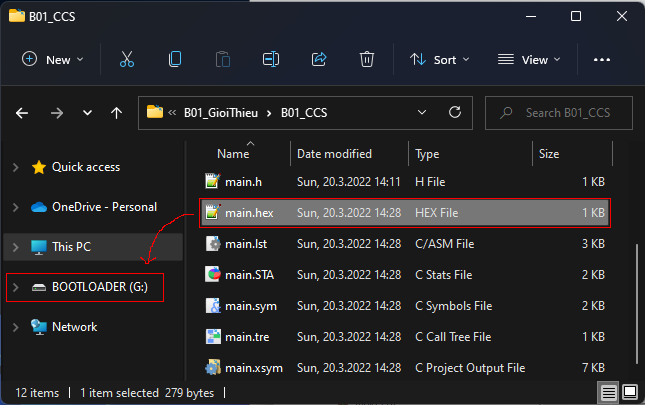 B01_CCS
New Sort View
« B01_GioiThieu > B01_CCS Search B01_CCS
Name Date modified Type Size
Quick access
OneDrive - Personal
This PC
BOOTLOADER (G:)
Network
main.h Sun, 20.3.2022 14:11 H File 1 KB
main.hex Sun, 20.3.2022 14:28 HEX File 1 KB
main.lst Sun, 20.3.2022 14:28 C/ASM File 3 KB
main.STA Sun, 20.3.2022 14:28 C Stats File 2 KB
main.sym Sun, 20.3.2022 14:28 C Symbols File 2 KB
main.tre Sun, 20.3.2022 14:28 C Call Tree File 1 KB
main.xsym Sun, 20.3.2022 14:28 C Project Output File 7 KB
12 items 1 item selected 279 bytes